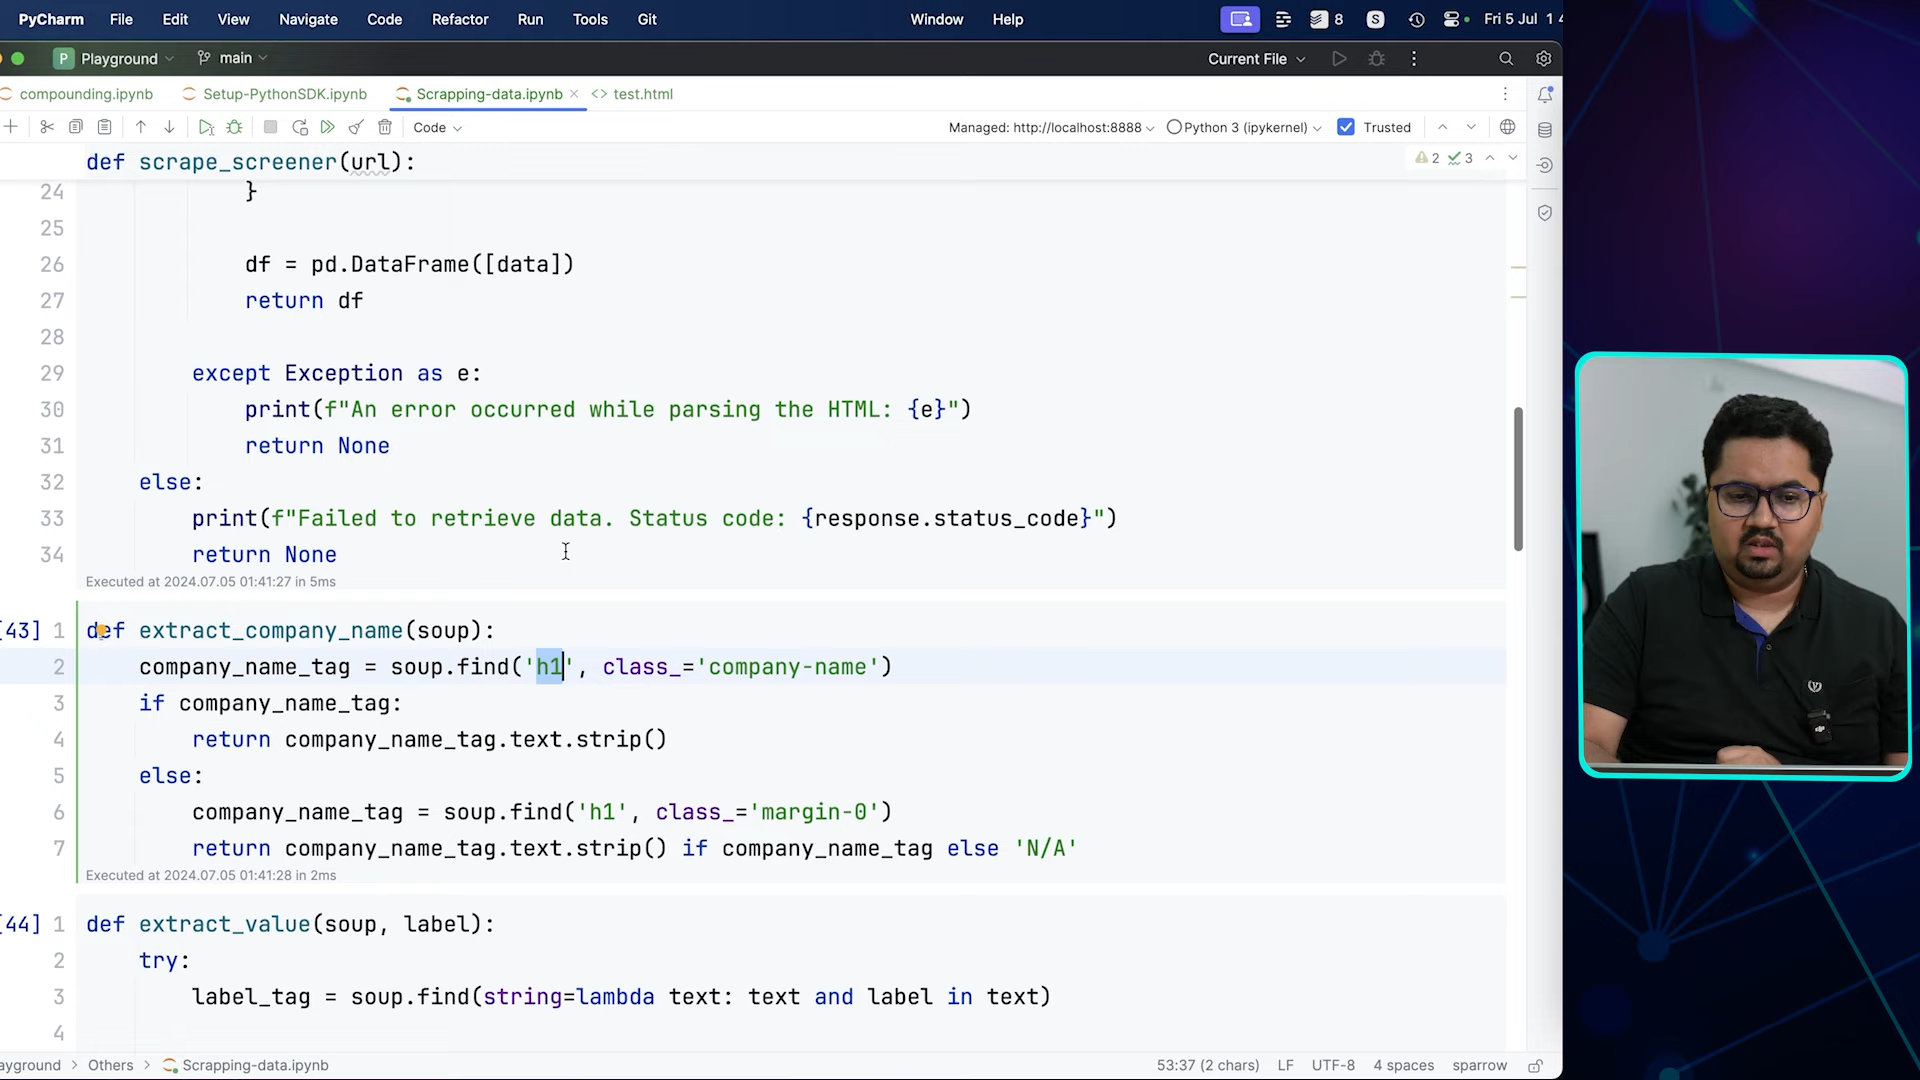 PyCharm File Edit View Navigate Code Refactor Run Tools Git Window Help 8 S Fri 5 Jul 1
P Playground main Current File
compounding.ipynb Setup-PythonSDK.ipynb Scrapping-data.ipynb <> test.html
Code Managed: http://localhost:8888 Python 3 (ipykernel) Trusted
def scrape_screener(url): 2 3
24 }
25
26 df = pd.DataFrame([data])
27 return df
28
29 except Exception as e:
30 print(f"An error occurred while parsing the HTML: {e}")
31 return None
32 else:
33 print(f"Failed to retrieve data. Status code: {response.status_code}")
34 return None
Executed at 2024.07.05 01:41:27 in 5ms
[43] 1 def extract_company_name(soup):
2 company_name_tag = soup.find('h1', class_='company-name')
3 if company_name_tag:
4 return company_name_tag.text.strip()
5 else:
6 company_name_tag = soup.find('h1', class_='margin-0')
7 return company_name_tag.text.strip() if company_name_tag else 'N/A'
Executed at 2024.07.05 01:41:28 in 2ms
[44] 1 def extract_value(soup, label):
2 try:
3 label_tag = soup.find(string=lambda text: text and label in text)
4
ayground > Others > Scrapping-data.ipynb 53:37 (2 chars) LF UTF-8 4 spaces sparrow